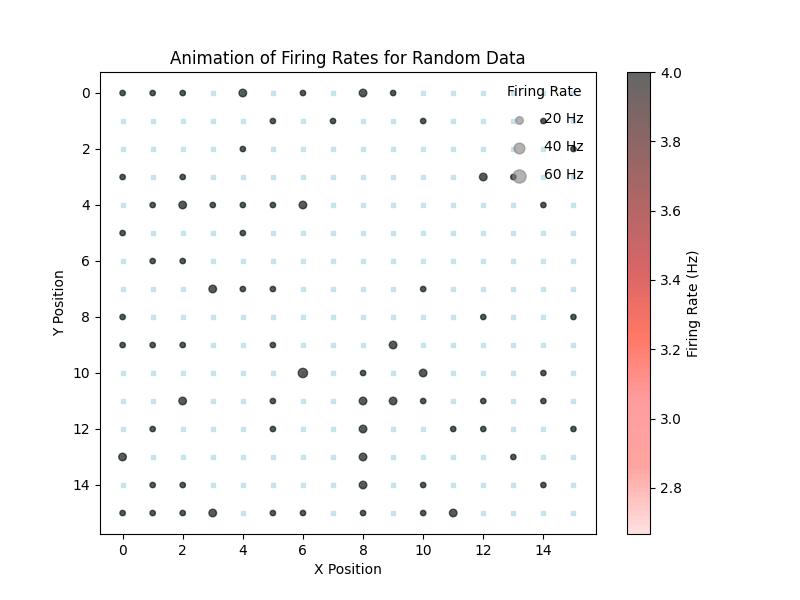 Animation of Firing Rates for Random Data
Firing Rate
20 Hz
40 Hz
60 Hz
0
2
4
6
8
10
12
14
Y Position
0 2 4 6 8 10 12 14
X Position
4.0
3.8
3.6
3.4
3.2
3.0
2.8
Firing Rate (Hz)